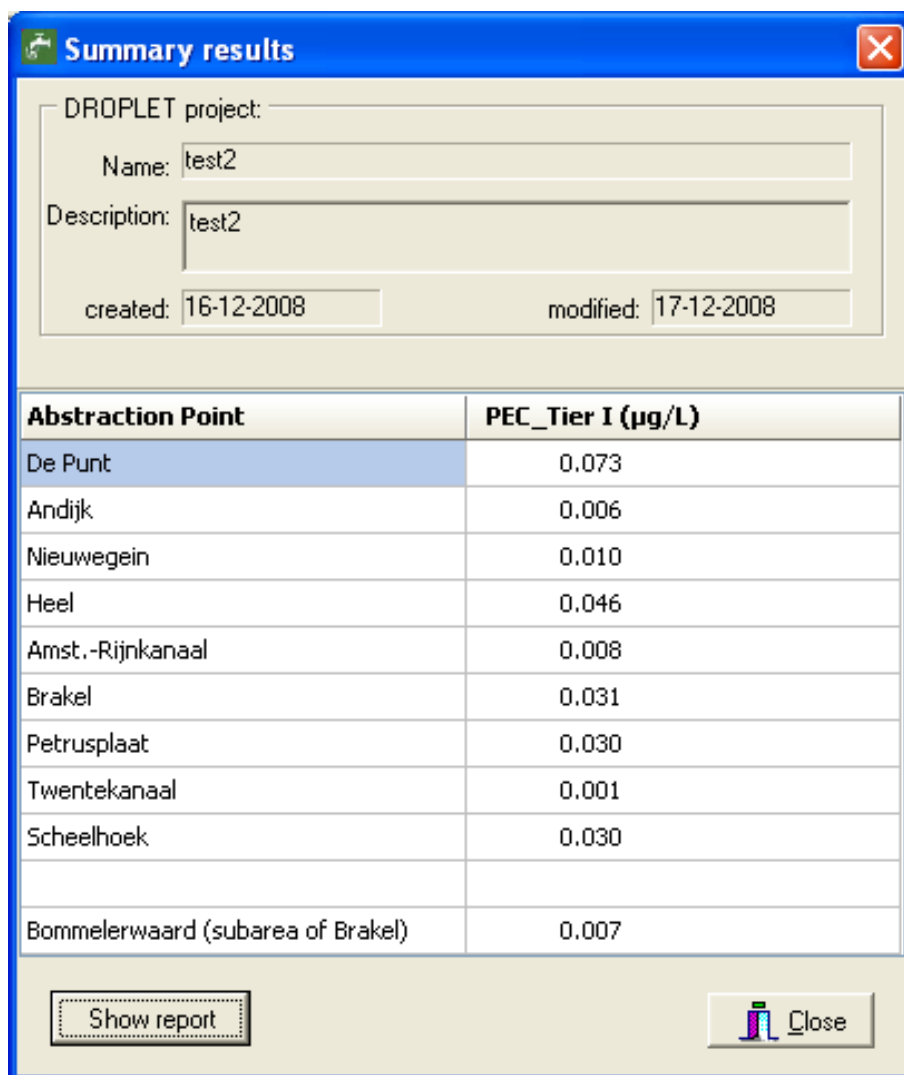 Summary results
DROPLET project:
Name: test2
Description: test2
created: 16-12-2008 modified: 17-12-2008
Abstraction Point PEC_Tier I (µg/L)
De Punt 0.073
Andijk 0.006
Nieuwegein 0.010
Heel 0.046
Amst.-Rijnkanaal 0.008
Brakel 0.031
Petrusplaat 0.030
Twentekanaal 0.001
Scheelhoek 0.030
Bommelerwaard (subarea of Brakel) 0.007
Show report Close